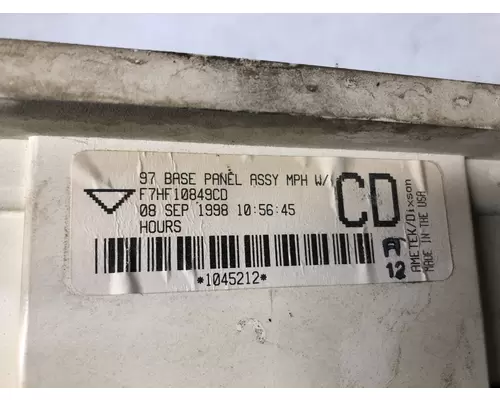 97 BASE PANEL ASSY MPH W/
F7HF10849CD
08 SEP 1998 10:56:45
HOURS
*1045212*
CD
A
12
AMETEK/Dixson
MADE IN THE USA